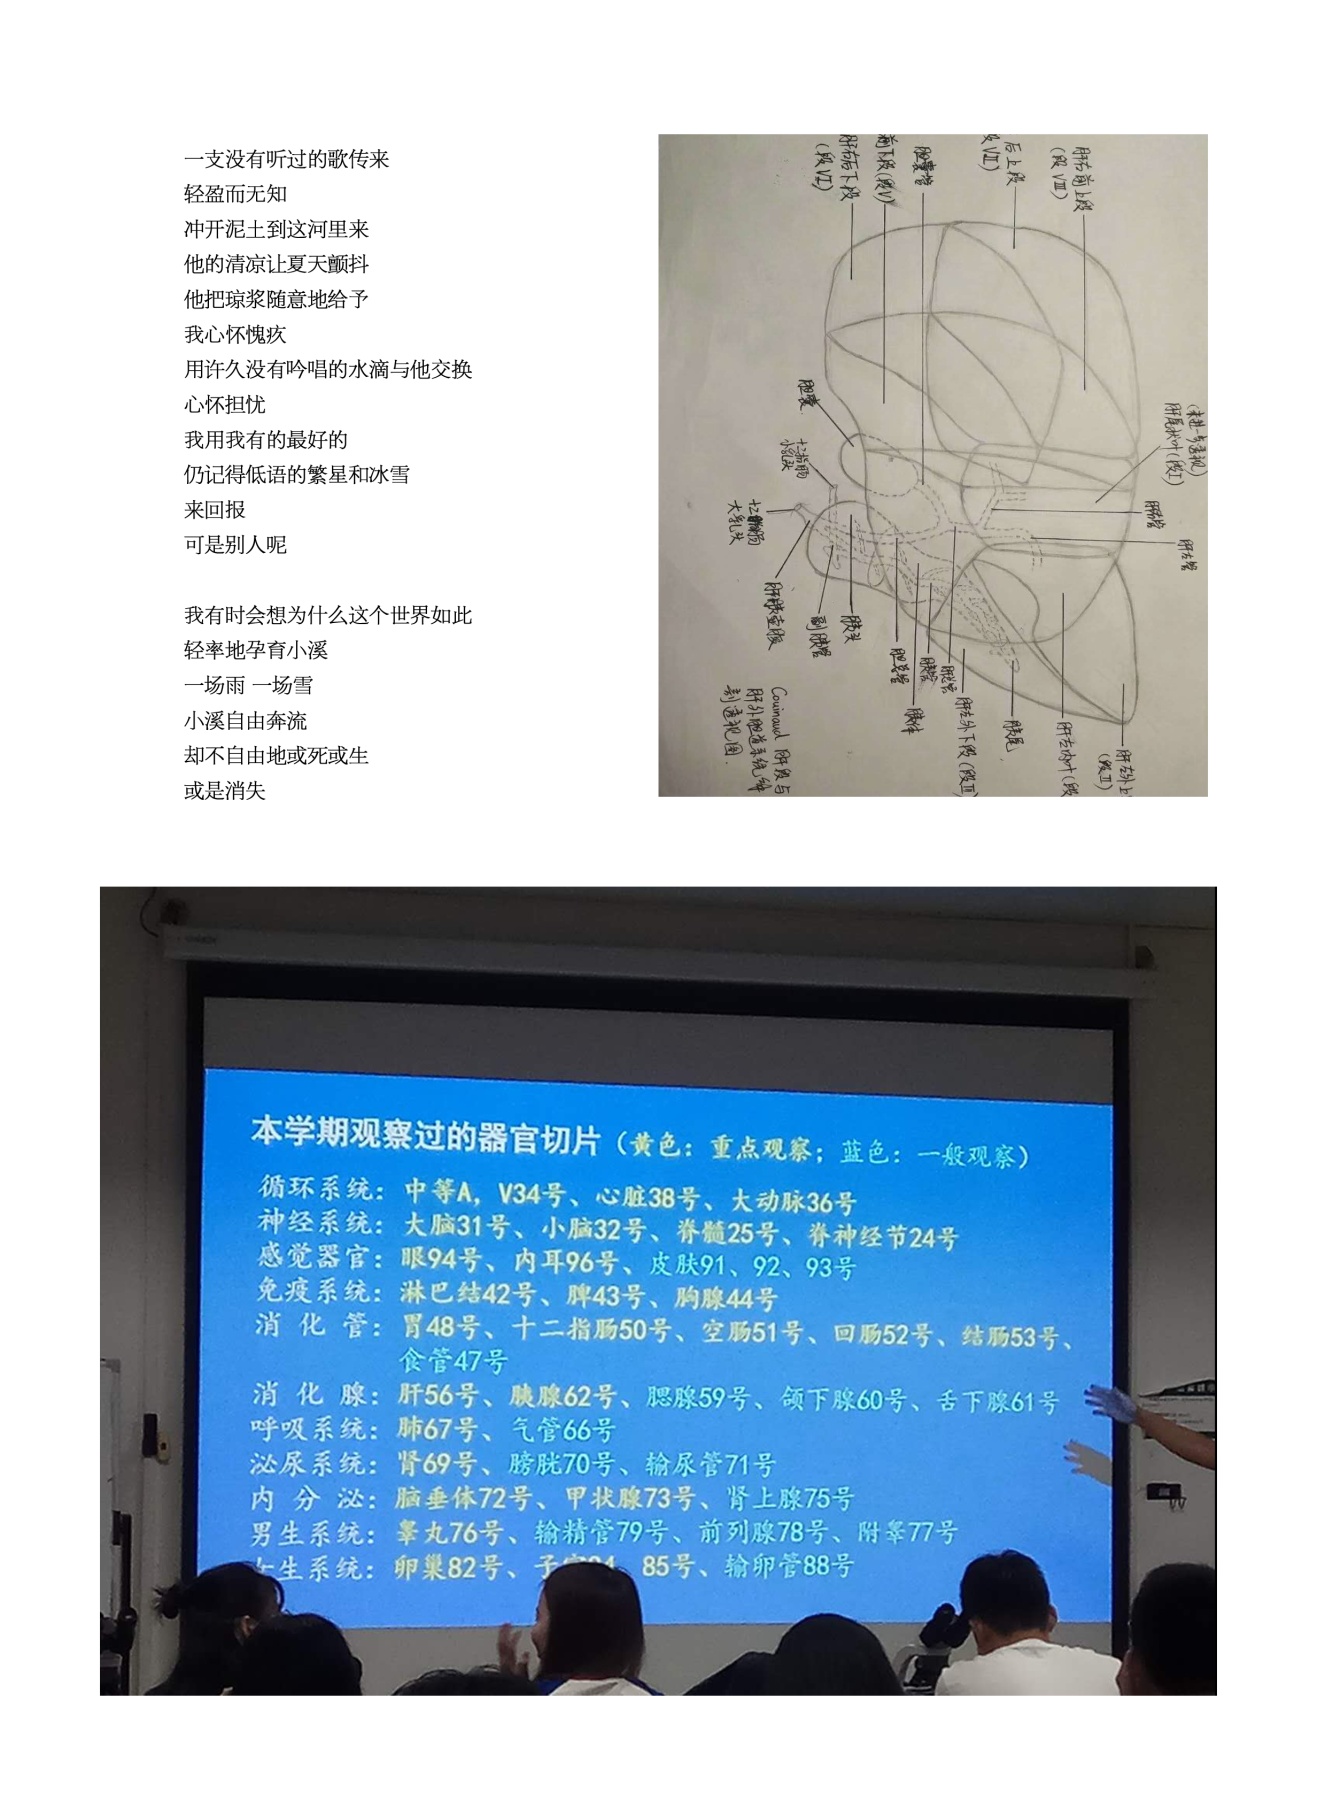 一支没有听过的歌传来
轻盈而无知
冲开泥土到这河里来
他的清凉让夏天颤抖
他把琼浆随意地给予
我心怀愧疚
用许久没有吟唱的水滴与他交换
心怀担忧
我用我有的最好的
仍记得低语的繁星和冰雪
来回报
可是别人呢
我有时会想为什么这个世界如此
轻率地孕育小溪
一场雨 一场雪
小溪自由奔流
却不自由地或死或生
或是消失
肝右前上段
(段 VIII)
后上段
段 VII)
胆囊管
前下段(段V)
肝右后下段
(段VI)
胆囊
十二指肠
小乳头
十二指肠
大乳头
肝胰壶腹
副胰管
胰头
胆总管
胰管
肝总管
胰体
肝左外下段(段III)
胰尾
肝左内叶(段
肝左外上
(段II)
肝左管
肝右管
肝尾状叶(段I)
Couinaud 肝段与
肝外胆道系统解
剖透视图.
本学期观察过的器官切片（黄色：重点观察；蓝色：一般观察）
循环系统：中等A，V34号、心脏38号、大动脉36号
神经系统：大脑31号、小脑32号、脊髓25号、脊神经节24号
感觉器官：眼94号、内耳96号、皮肤91、92、93号
免疫系统：淋巴结42号、脾43号、胸腺44号
消 化 管：胃48号、十二指肠50号、空肠51号、回肠52号、结肠53号、
食管47号
消 化 腺：肝56号、胰腺62号、腮腺59号、颌下腺60号、舌下腺61号
呼吸系统：肺67号、气管66号
泌尿系统：肾69号、膀胱70号、输尿管71号
内 分 泌：脑垂体72号、甲状腺73号、肾上腺75号
男生系统：睾丸76号、输精管79号、前列腺78号、附睾77号
女生系统：卵巢82号、子宫84、85号、输卵管88号